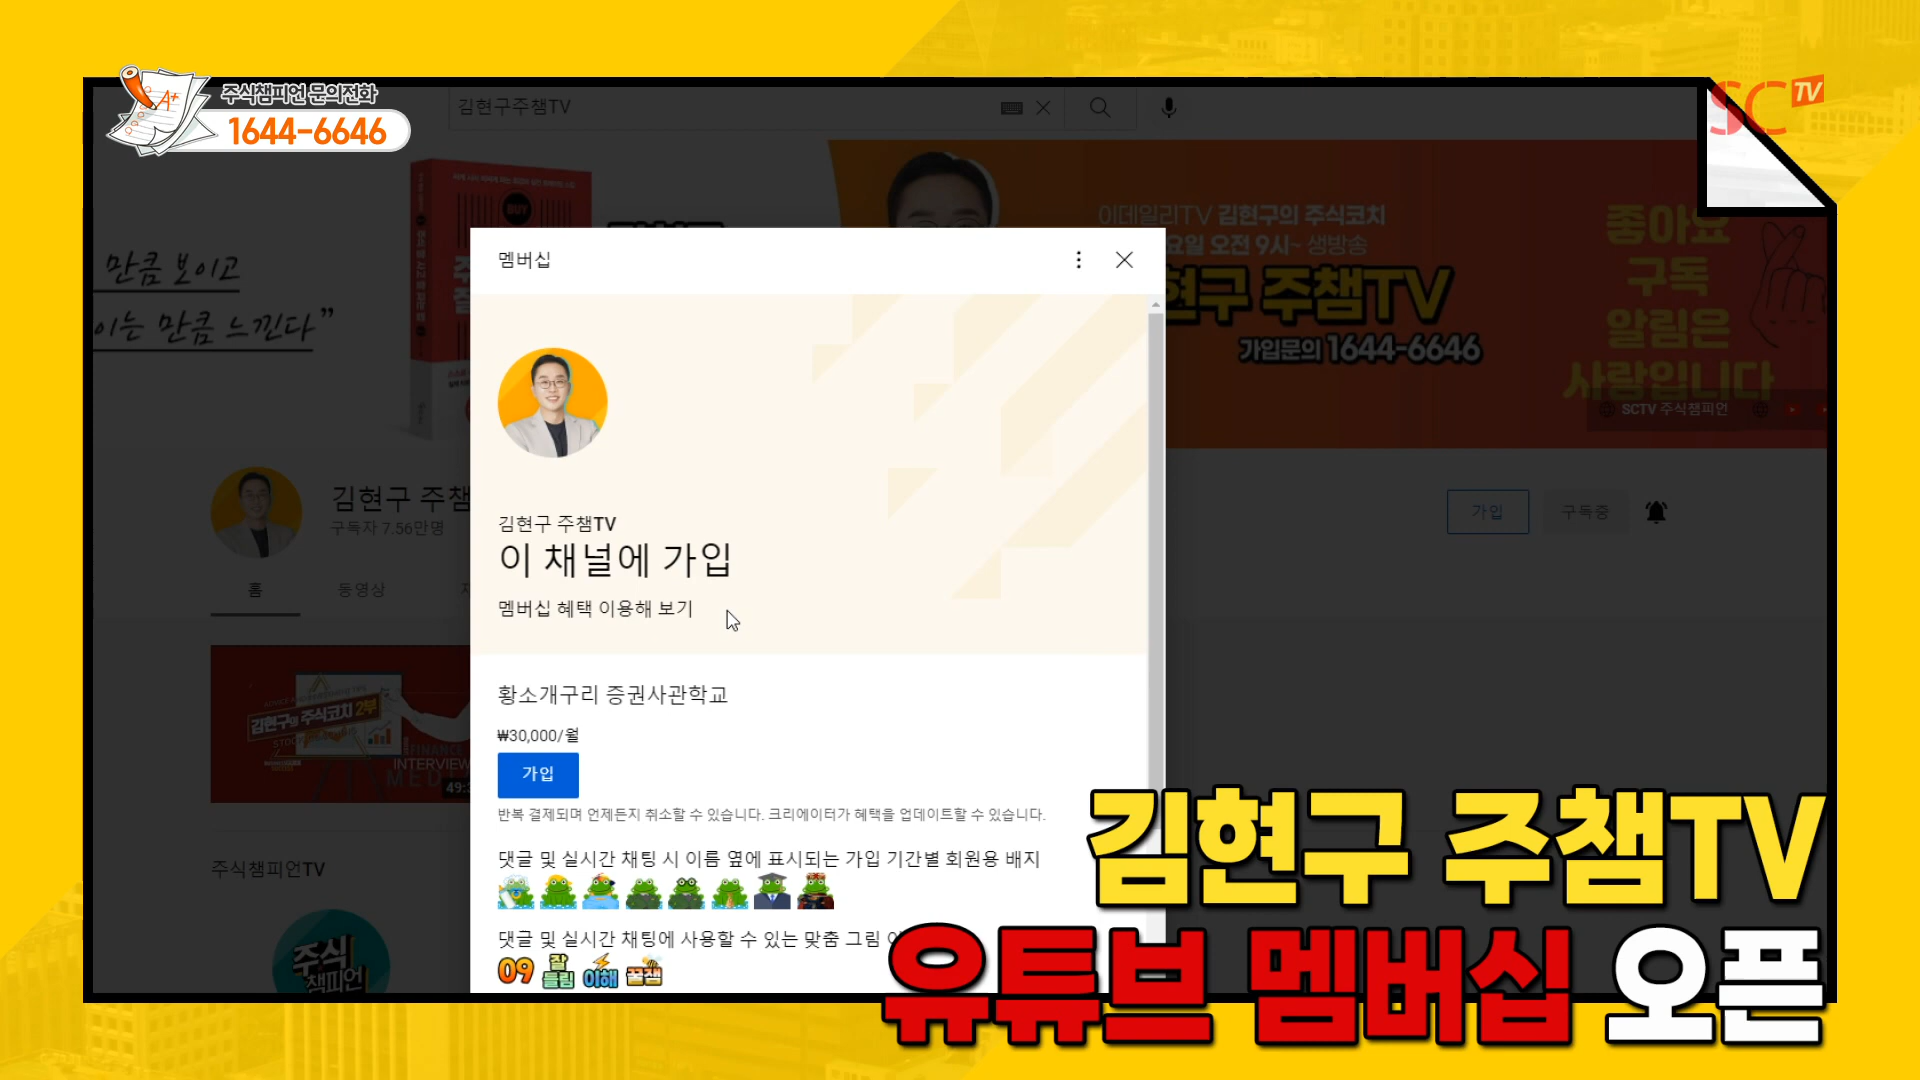 주식챔피언 문의전화
1644-6646
SC TV
김현구주챔TV
만큼 보이고
이는 만큼 느낀다”
BUY
이데일리TV 김현구의 주식코치
요일 오전 9시~ 생방송
현구 주챔TV
가입문의 1644-6646
좋아요
구독
알림은
사랑입니다
SCTV 주식챔피언
김현구 주챔
구독자 7.56만명
가입
구독중
홈
동영상
멤버십
김현구 주챔TV
이 채널에 가입
멤버십 혜택 이용해 보기
황소개구리 증권사관학교
₩30,000/월
가입
반복 결제되며 언제든지 취소할 수 있습니다. 크리에이터가 혜택을 업데이트할 수 있습니다.
댓글 및 실시간 채팅 시 이름 옆에 표시되는 가입 기간별 회원용 배지
댓글 및 실시간 채팅에 사용할 수 있는 맞춤 그림
09 잘들림 이해 꿀잼
김현구의 주식코치 2부
INTERVIEW
주식챔피언TV
주식
챔피언
김현구 주챔TV
유튜브 멤버십 오픈